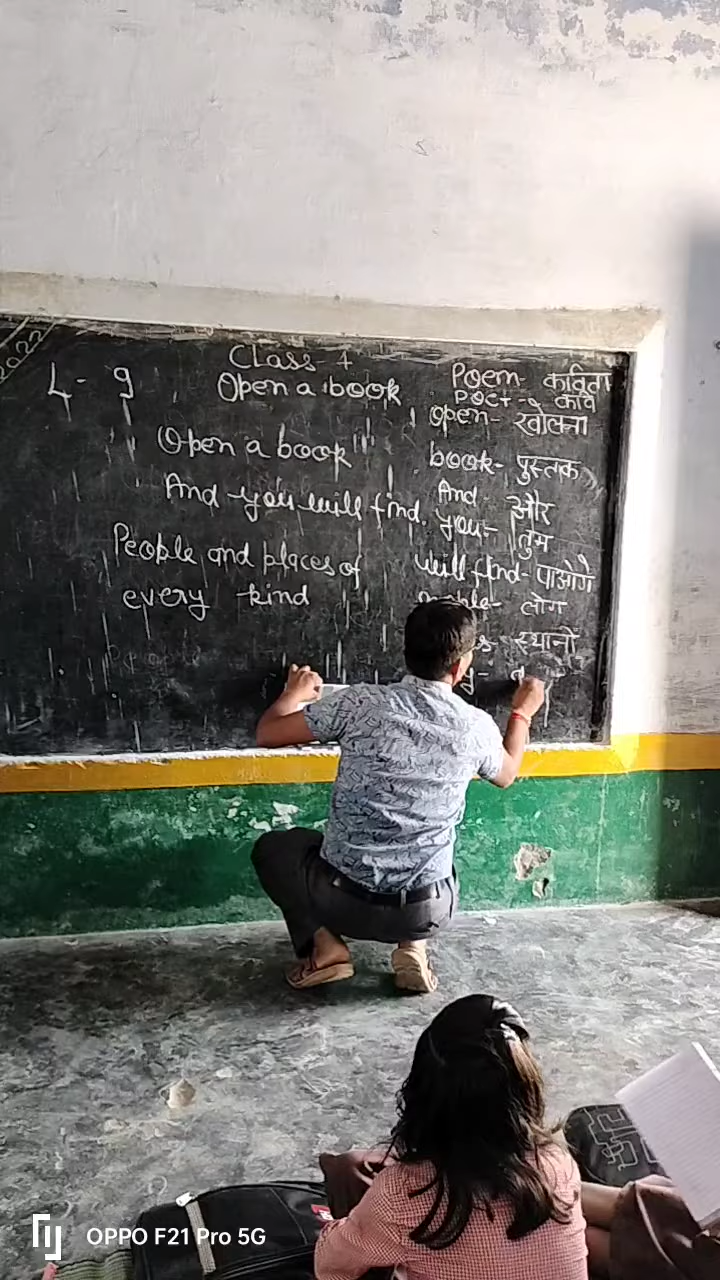 2022
Class-4
L-9
Open a book
Open a book
And you will find.
People and places of
every kind
Poem- कविता
POET- कवि
open- खोलना
book- पुस्तक
And और
you- तुम
will find- पाओगे
लोग
स्थानो
OPPO F21 Pro 5G